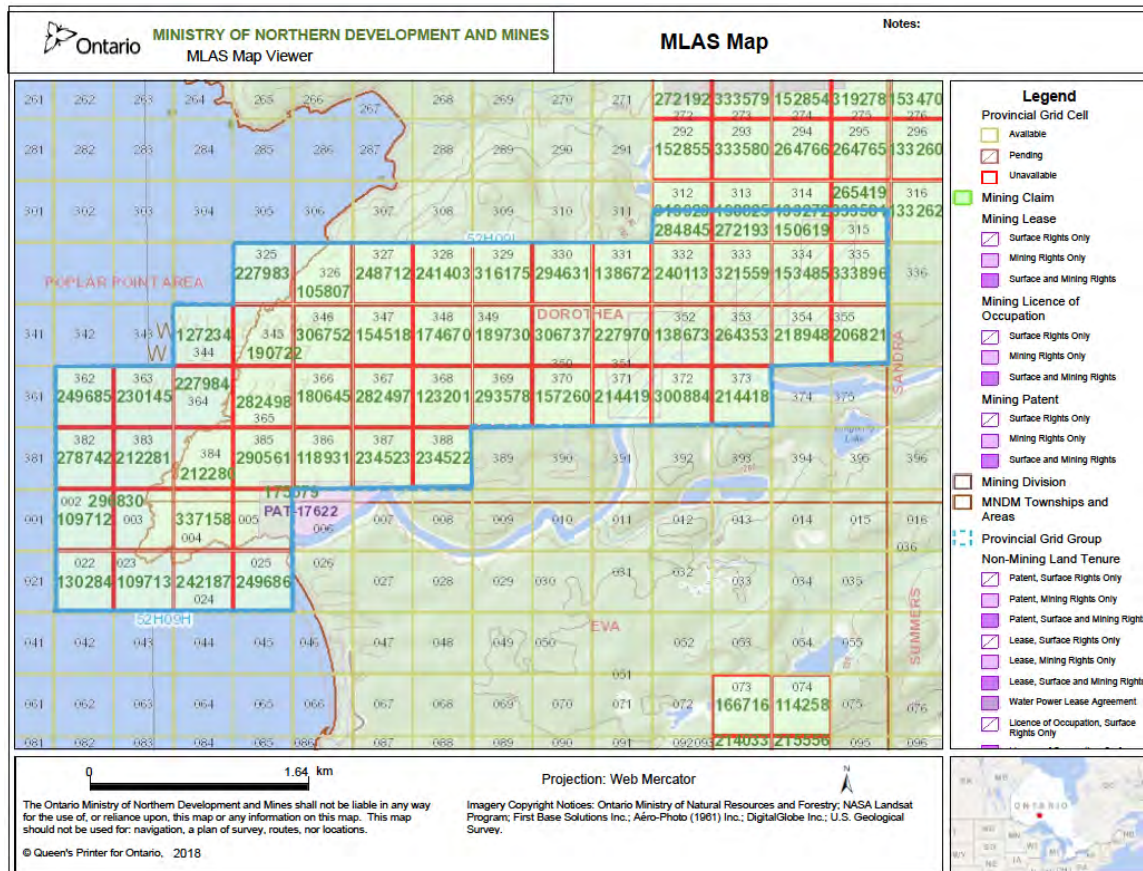 Ontario
MINISTRY OF NORTHERN DEVELOPMENT AND MINES
MLAS Map Viewer
MLAS Map
Notes:
261 262 263 264 265 266 267 268 269 270 271 272192 333579 152854 319278 153470
272 273 274 275 276
281 282 283 284 285 286 287 288 289 290 291 292 293 294 295 296
152855 333580 264766 264765 133260
301 302 303 304 305 306 307 308 309 310 311 312 313 314 265419 316
133262
52H09I
284845 272193 150619 315
325 326 327 328 329 330 331 332 333 334 335 336
227983 105807 248712 241403 316175 294631 138672 240113 321559 153485 333896
POPLAR POINT AREA
DOROTHEA
341 342 343 127234 345 346 347 348 349 306737 227970 352 353 354 355
344 190722 306752 154518 174670 189730 350 351 138673 264353 218948 206821
SANDRA
361 362 363 227984 282498 366 367 368 369 370 371 372 373 374 375
249685 230145 364 365 180645 282497 123201 293578 157260 214419 300884 214418
381 382 383 384 385 386 387 388 389 390 391 392 393 394 395 396
278742 212281 212280 290561 118931 234523 234522
Lake
002 296830 175579
001 109712 003 337158 005 PAT-17622 007 008 009 010 011 012 013 014 015 016
004 006
021 022 023 025 026 027 028 029 030 031 032 033 034 035 036
130284 109713 242187 249686
024
52H09H
041 042 043 044 045 046 047 048 049 050 EVA 052 053 054 055
051
SUMMERS
061 062 063 064 065 066 067 068 069 070 071 072 073 074 075 076
166716 114258
081 082 083 084 085 086 087 088 089 090 091 092 093 214033 215556 095 096
Legend
Provincial Grid Cell
Available
Pending
Unavailable
Mining Claim
Mining Lease
Surface Rights Only
Mining Rights Only
Surface and Mining Rights
Mining Licence of
Occupation
Surface Rights Only
Mining Rights Only
Surface and Mining Rights
Mining Patent
Surface Rights Only
Mining Rights Only
Surface and Mining Rights
Mining Division
MNDM Townships and
Areas
Provincial Grid Group
Non-Mining Land Tenure
Patent, Surface Rights Only
Patent, Mining Rights Only
Patent, Surface and Mining Right
Lease, Surface Rights Only
Lease, Mining Rights Only
Lease, Surface and Mining Rights
Water Power Lease Agreement
Licence of Occupation, Surface
Rights Only
0 1.64 km
Projection: Web Mercator
N
The Ontario Ministry of Northern Development and Mines shall not be liable in any way
for the use of, or reliance upon, this map or any information on this map. This map
should not be used for: navigation, a plan of survey, routes, nor locations.
© Queen's Printer for Ontario, 2018
Imagery Copyright Notices: Ontario Ministry of Natural Resources and Forestry; NASA Landsat
Program; First Base Solutions Inc.; Aéro-Photo (1961) Inc.; DigitalGlobe Inc.; U.S. Geological
Survey.
ONTARIO